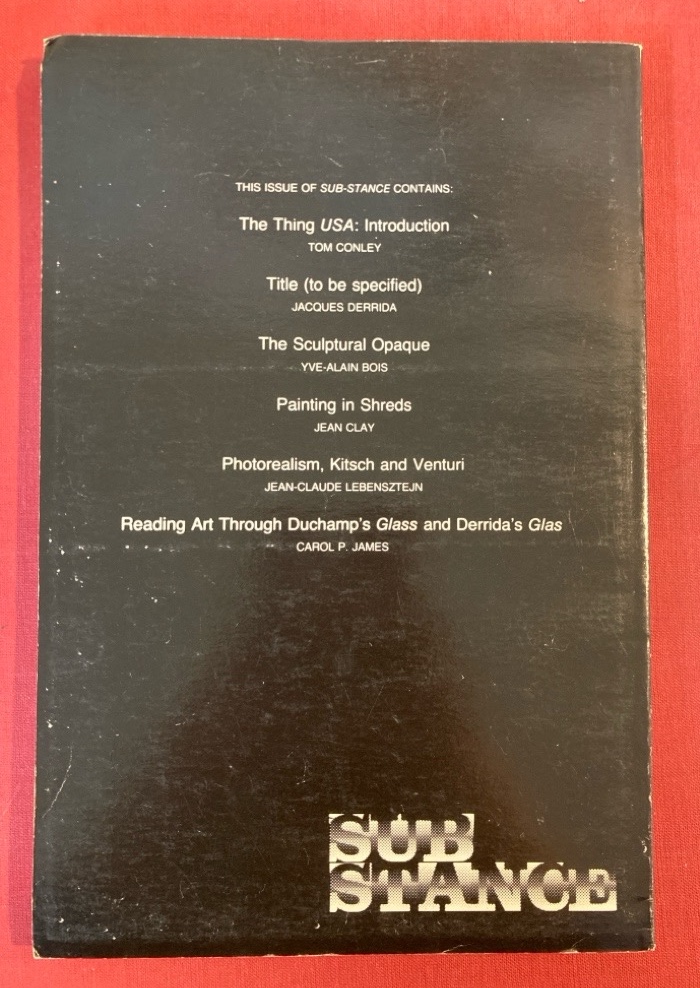 THIS ISSUE OF SUB-STANCE CONTAINS:
The Thing USA: Introduction
TOM CONLEY
Title (to be specified)
JACQUES DERRIDA
The Sculptural Opaque
YVE-ALAIN BOIS
Painting in Shreds
JEAN CLAY
Photorealism, Kitsch and Venturi
JEAN-CLAUDE LEBENSZTEJN
Reading Art Through Duchamp's Glass and Derrida's Glas
CAROL P. JAMES
SUB
STANCE